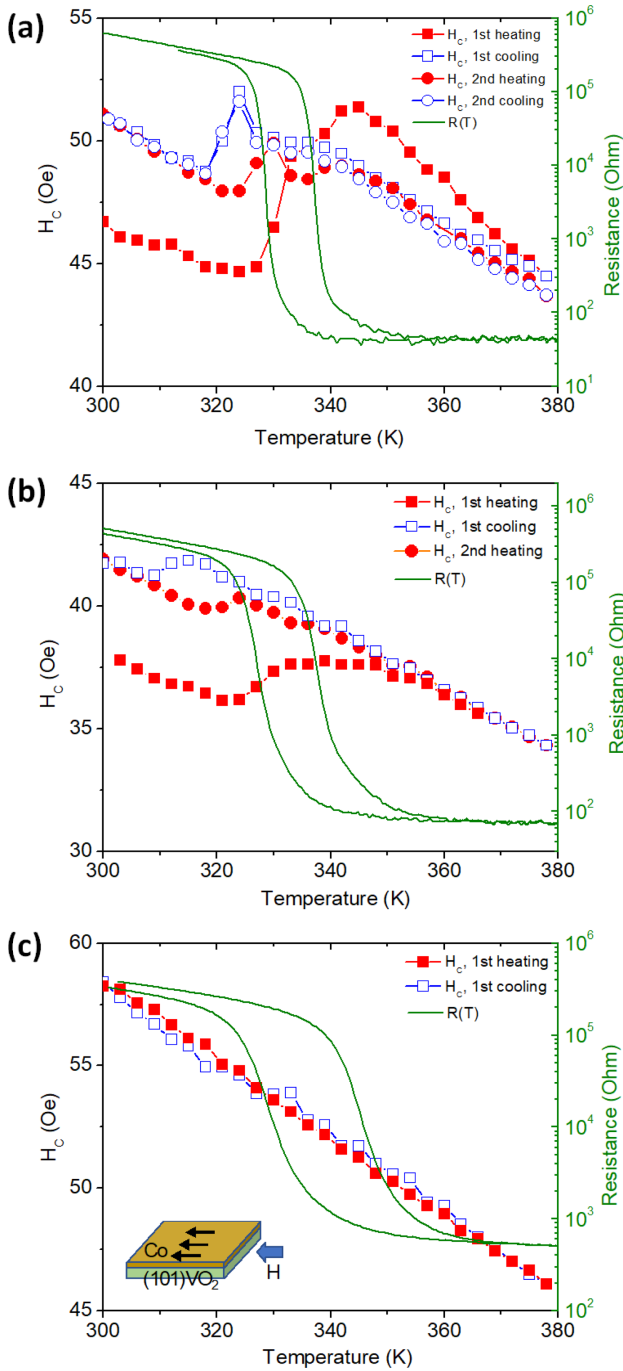 (a)
55
50
45
40
H_C (Oe)
H_C, 1st heating
H_C, 1st cooling
H_C, 2nd heating
H_C, 2nd cooling
R(T)
10^6
10^5
10^4
10^3
10^2
10^1
Resistance (Ohm)
300 320 340 360 380
Temperature (K)
(b)
45
40
35
30
H_C (Oe)
H_C, 1st heating
H_C, 1st cooling
H_C, 2nd heating
R(T)
10^6
10^5
10^4
10^3
10^2
Resistance (Ohm)
300 320 340 360 380
Temperature (K)
(c)
60
55
50
45
H_C (Oe)
H_C, 1st heating
H_C, 1st cooling
R(T)
Co
(101)VO_2
H
10^6
10^5
10^4
10^3
10^2
Resistance (Ohm)
300 320 340 360 380
Temperature (K)